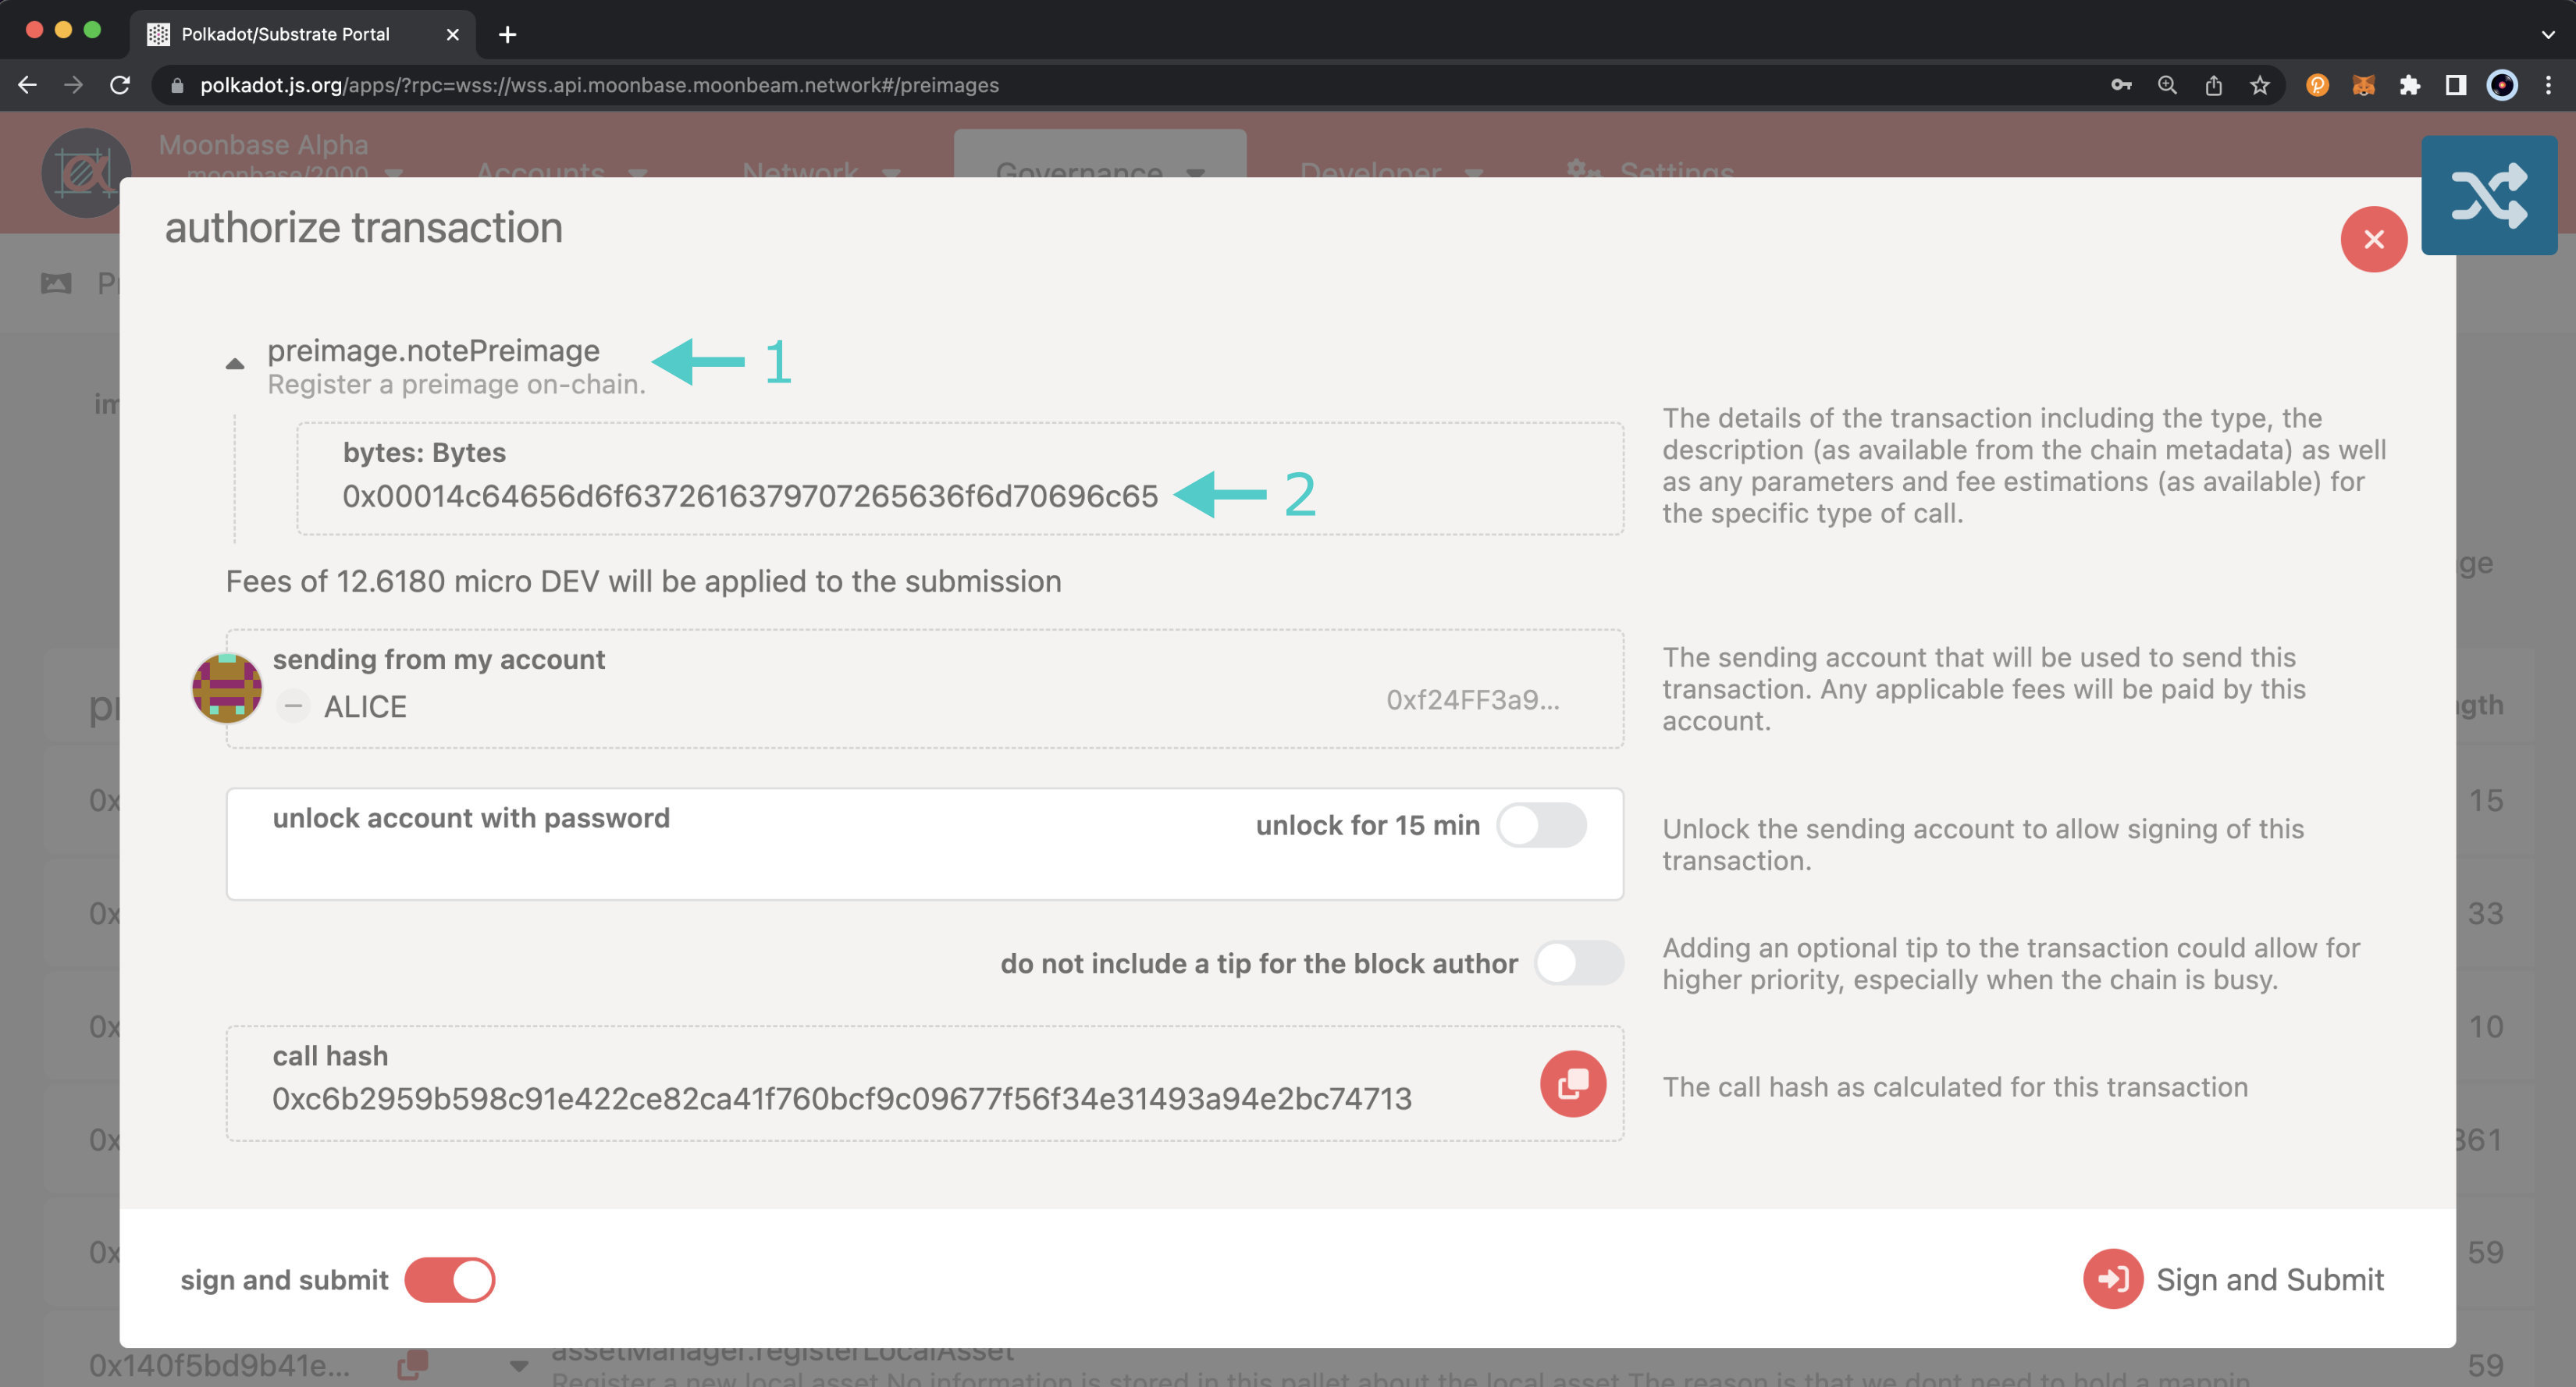 Polkadot/Substrate Portal
polkadot.js.org/apps/?rpc=wss://wss.api.moonbase.moonbeam.network#/preimages
Moonbase Alpha
moonbase/2000 Accounts Network Governance Developer Settings
authorize transaction
preimage.notePreimage
Register a preimage on-chain.
1
bytes: Bytes
0x00014c64656d6f6372616379707265636f6d70696c65
2
The details of the transaction including the type, the
description (as available from the chain metadata) as well
as any parameters and fee estimations (as available) for
the specific type of call.
Fees of 12.6180 micro DEV will be applied to the submission
sending from my account
ALICE
0xf24FF3a9...
The sending account that will be used to send this
transaction. Any applicable fees will be paid by this
account.
unlock account with password
unlock for 15 min
Unlock the sending account to allow signing of this
transaction.
do not include a tip for the block author
Adding an optional tip to the transaction could allow for
higher priority, especially when the chain is busy.
call hash
0xc6b2959b598c91e422ce82ca41f760bcf9c09677f56f34e31493a94e2bc74713
The call hash as calculated for this transaction
15
33
10
59
sign and submit
Sign and Submit
0x140f5bd9b41e...
assetManager.registerLocalAsset
59
Register a new local asset No information is stored in this pallet about the local asset The reason is that we dont need to hold a mappin